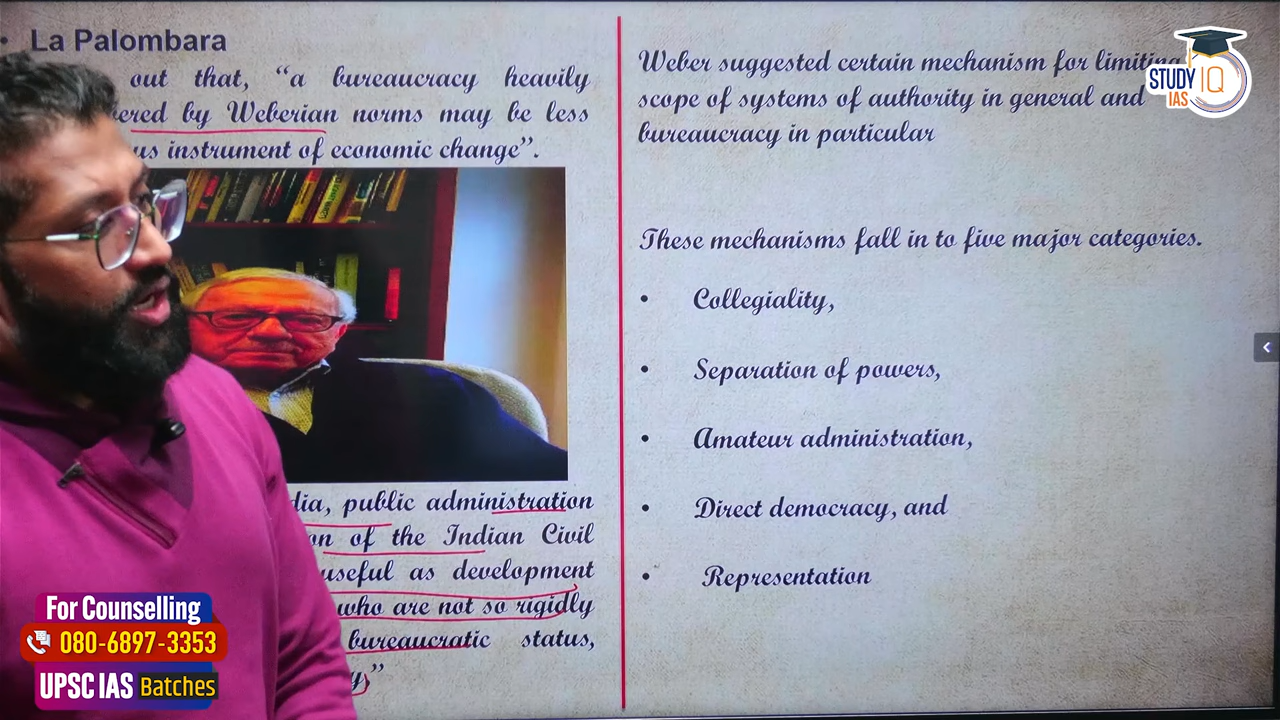 • La Palombara
out that, “a bureaucracy heavily
ered by Weberian norms may be less
us instrument of economic change”.
dia, public administration
on of the Indian Civil
useful as development
who are not so rigidly
bureaucratic status,
y)”
Weber suggested certain mechanism for limiting
scope of systems of authority in general and
bureaucracy in particular
These mechanisms fall in to five major categories.
• Collegiality,
• Separation of powers,
• Amateur administration,
• Direct democracy, and
• Representation
STUDY IQ
IAS
For Counselling
080-6897-3353
UPSC IAS Batches